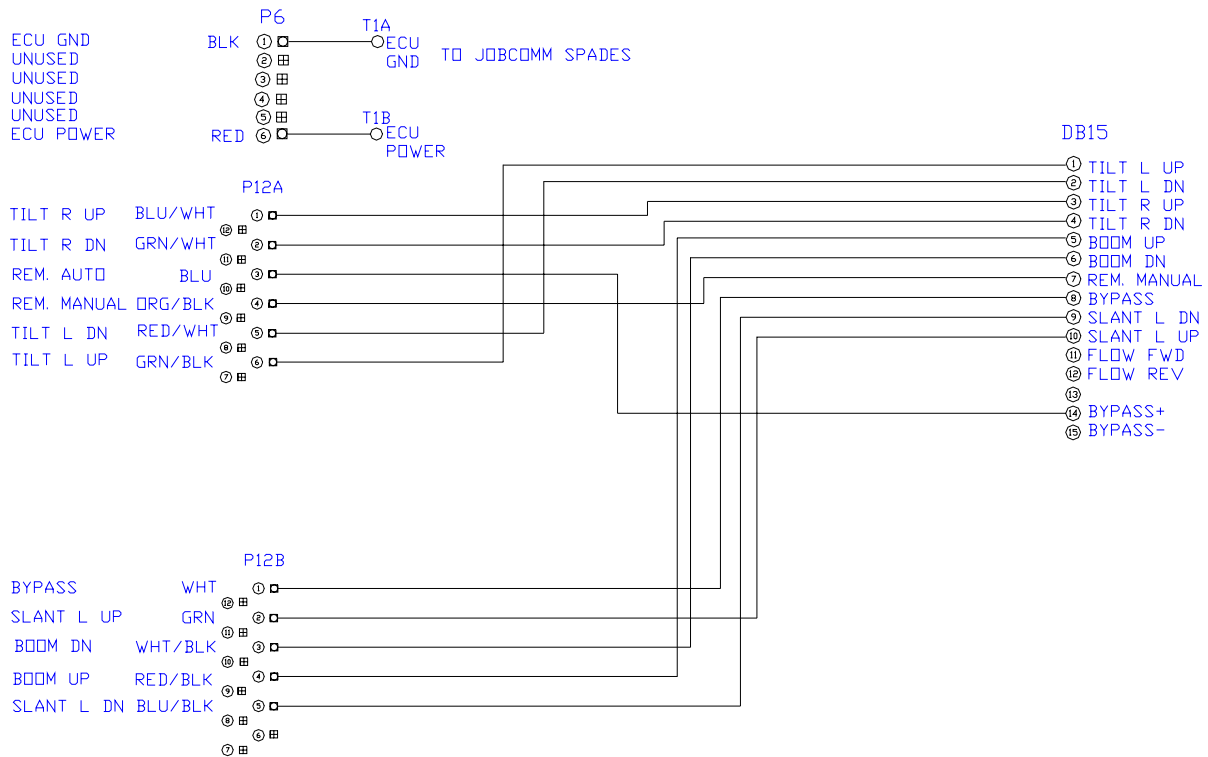 P6
T1A
ECU GND BLK 1 ECU
UNUSED 2 GND TO JOBCOMM SPADES
UNUSED 3
UNUSED 4
UNUSED 5 T1B
ECU POWER RED 6 ECU
POWER
DB15
1 TILT L UP
2 TILT L DN
3 TILT R UP
4 TILT R DN
5 BOOM UP
6 BOOM DN
7 REM. MANUAL
8 BYPASS
9 SLANT L DN
10 SLANT L UP
11 FLOW FWD
12 FLOW REV
13
14 BYPASS+
15 BYPASS-
P12A
TILT R UP BLU/WHT 1
12
TILT R DN GRN/WHT 2
11
REM. AUTO BLU 3
10
REM. MANUAL ORG/BLK 4
9
TILT L DN RED/WHT 5
8
TILT L UP GRN/BLK 6
7
P12B
BYPASS WHT 1
12
SLANT L UP GRN 2
11
BOOM DN WHT/BLK 3
10
BOOM UP RED/BLK 4
9
SLANT L DN BLU/BLK 5
8
6
7